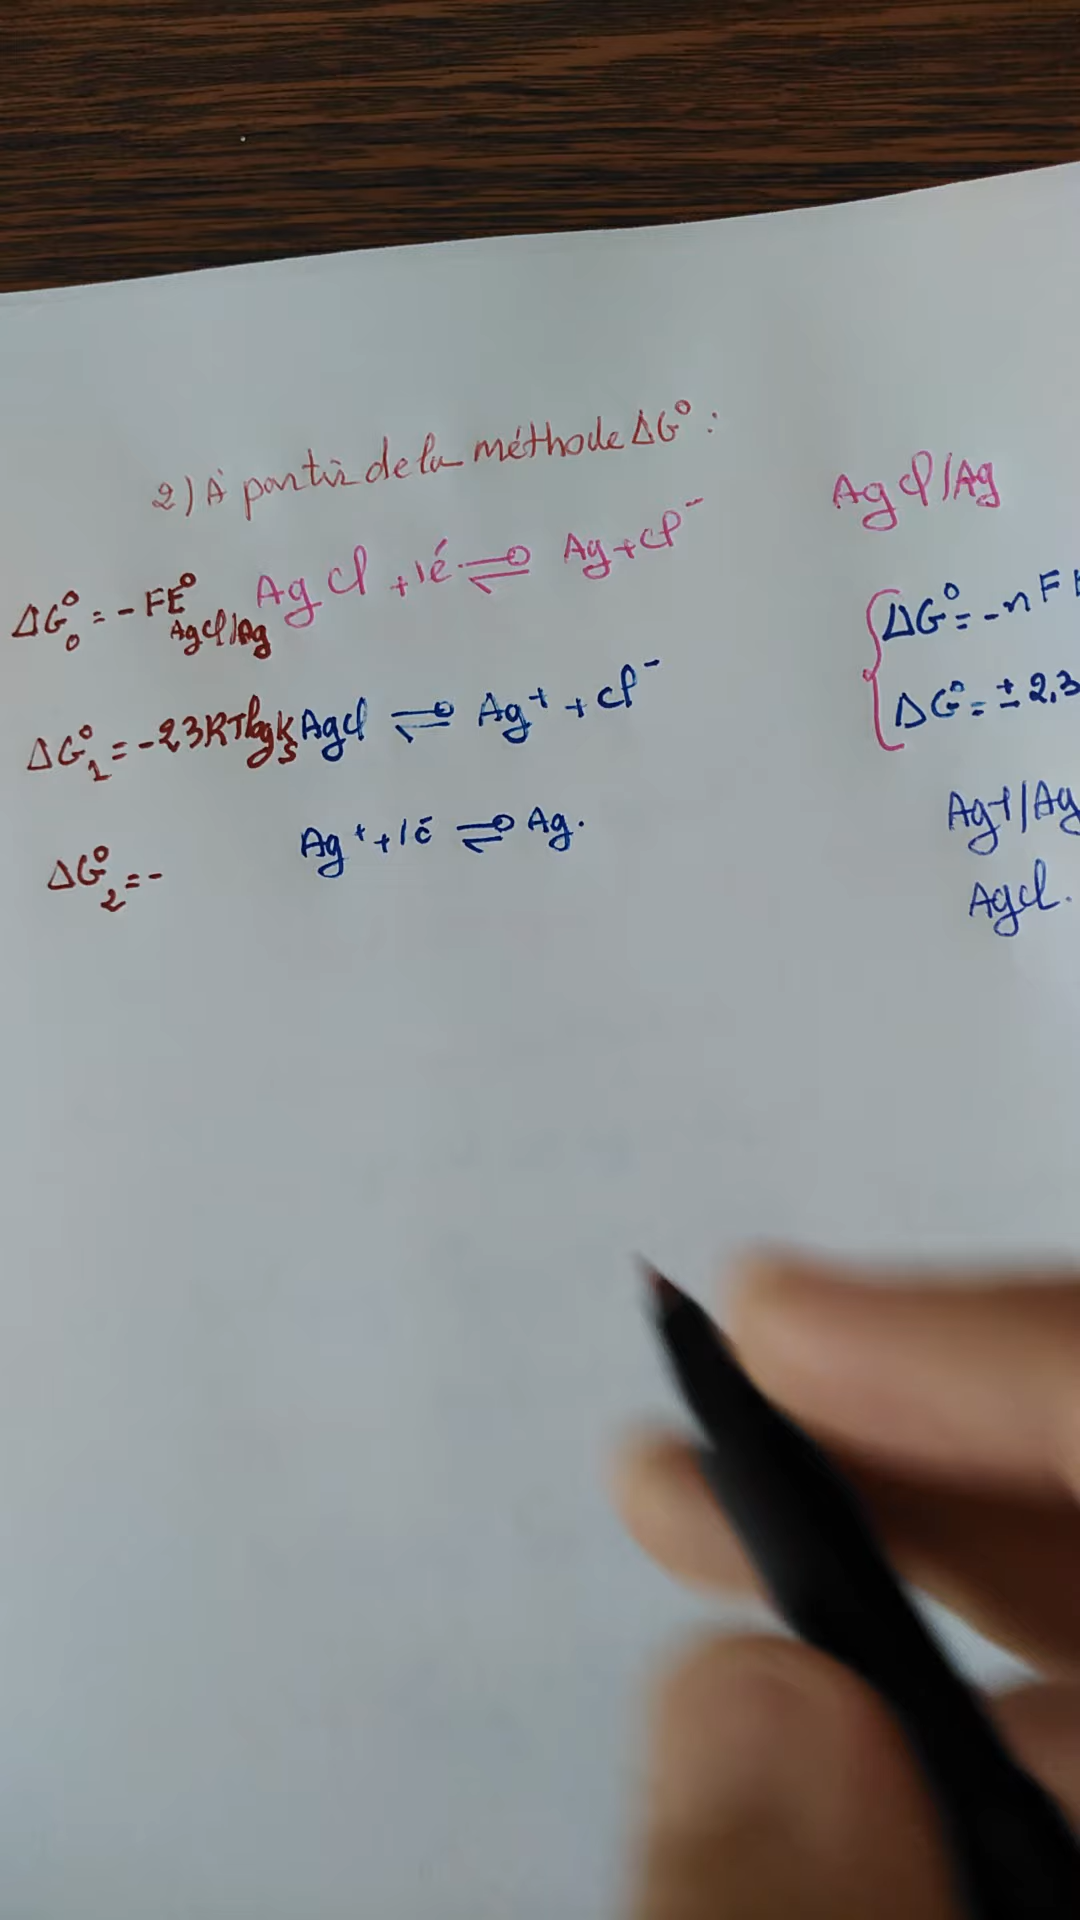 2) À partir de la méthode ΔG° :
AgCl/Ag
ΔG°₀ = - FE° AgCl/Ag
AgCl + 1é ⇌ Ag + Cl⁻
ΔG° = - n F
ΔG°₁ = - 2,3RTlogKs
AgCl ⇌ Ag⁺ + Cl⁻
ΔG° = ± 2,3
ΔG°₂ = -
Ag⁺ + 1é ⇌ Ag.
Ag+/Ag
AgCl.